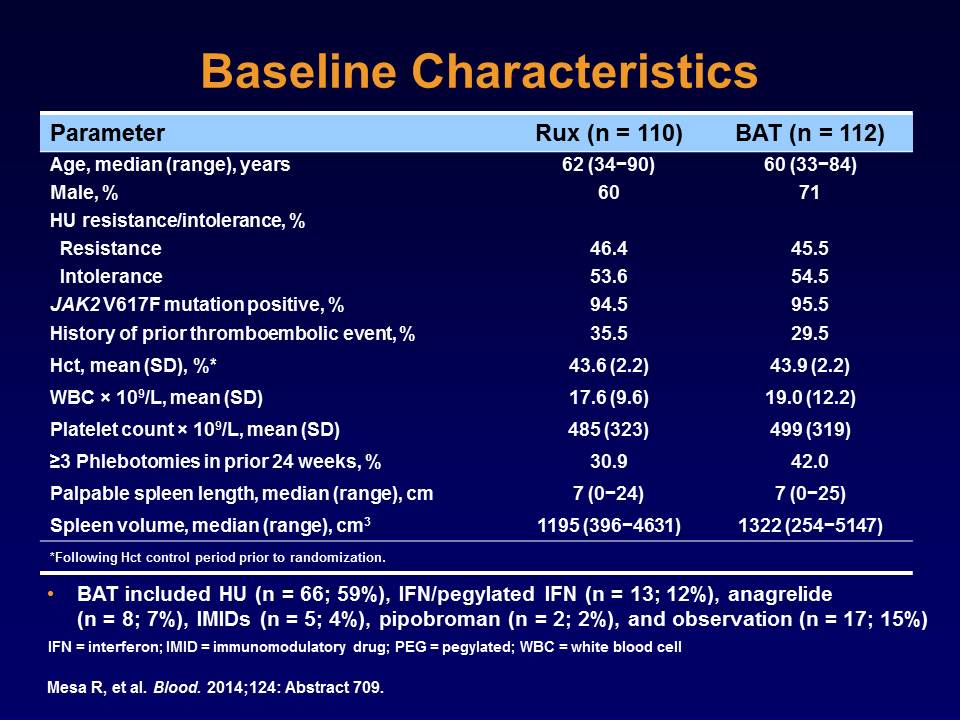 Baseline Characteristics
Parameter Rux (n = 110) BAT (n = 112)
Age, median (range), years 62 (34−90) 60 (33−84)
Male, % 60 71
HU resistance/intolerance, %
Resistance 46.4 45.5
Intolerance 53.6 54.5
JAK2 V617F mutation positive, % 94.5 95.5
History of prior thromboembolic event, % 35.5 29.5
Hct, mean (SD), %* 43.6 (2.2) 43.9 (2.2)
WBC × 10⁹/L, mean (SD) 17.6 (9.6) 19.0 (12.2)
Platelet count × 10⁹/L, mean (SD) 485 (323) 499 (319)
≥3 Phlebotomies in prior 24 weeks, % 30.9 42.0
Palpable spleen length, median (range), cm 7 (0−24) 7 (0−25)
Spleen volume, median (range), cm³ 1195 (396−4631) 1322 (254−5147)
*Following Hct control period prior to randomization.
• BAT included HU (n = 66; 59%), IFN/pegylated IFN (n = 13; 12%), anagrelide
(n = 8; 7%), IMIDs (n = 5; 4%), pipobroman (n = 2; 2%), and observation (n = 17; 15%)
IFN = interferon; IMID = immunomodulatory drug; PEG = pegylated; WBC = white blood cell
Mesa R, et al. Blood. 2014;124: Abstract 709.